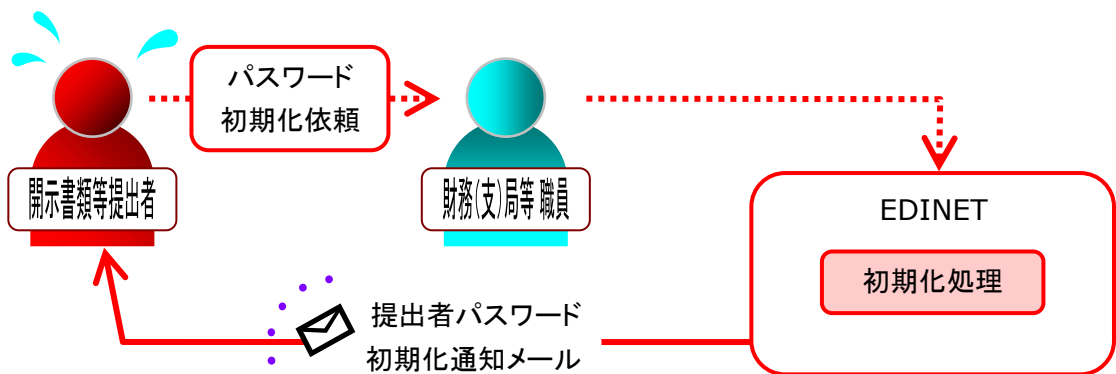 パスワード
初期化依頼
開示書類等提出者
財務(支)局等 職員
EDINET
初期化処理
提出者パスワード
初期化通知メール